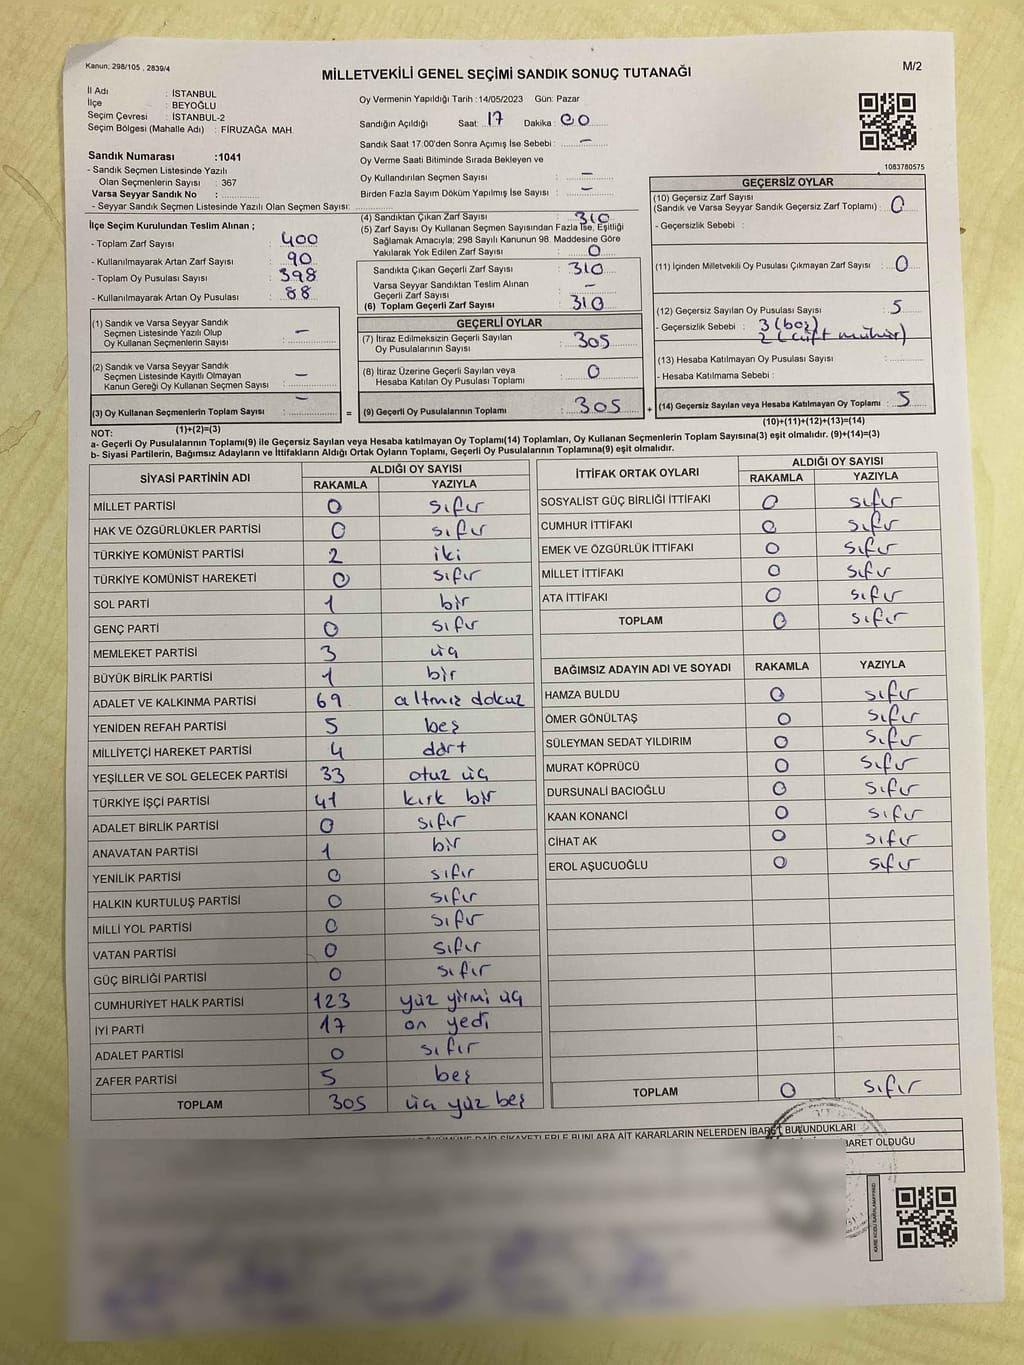 Kanun; 298/105 , 2839/4
MİLLETVEKİLİ GENEL SEÇİMİ SANDIK SONUÇ TUTANAĞI
M/2
İl Adı : İSTANBUL
İlçe : BEYOĞLU
Seçim Çevresi : İSTANBUL-2
Seçim Bölgesi (Mahalle Adı) : FİRUZAĞA MAH.
Oy Vermenin Yapıldığı Tarih :14/05/2023 Gün: Pazar
Sandığın Açıldığı Saat: 17 Dakika : 00
Sandık Saat 17.00'den Sonra Açımış İse Sebebi : –
Oy Verme Saati Bitiminde Sırada Bekleyen ve
Oy Kullandırılan Seçmen Sayısı : –
Birden Fazla Sayım Döküm Yapılmış İse Sayısı : –
1083780575
Sandık Numarası :1041
- Sandık Seçmen Listesinde Yazılı
Olan Seçmenlerin Sayısı : 367
Varsa Seyyar Sandık No :
- Seyyar Sandık Seçmen Listesinde Yazılı Olan Seçmen Sayısı:
İlçe Seçim Kurulundan Teslim Alınan ;
- Toplam Zarf Sayısı : 400
- Kullanılmayarak Artan Zarf Sayısı : 90
- Toplam Oy Pusulası Sayısı : 398
- Kullanılmayarak Artan Oy Pusulası : 88
(1) Sandık ve Varsa Seyyar Sandık
Seçmen Listesinde Yazılı Olup
Oy Kullanan Seçmenlerin Sayısı : –
(2) Sandık ve Varsa Seyyar Sandık
Seçmen Listesinde Kayıtlı Olmayan
Kanun Gereği Oy Kullanan Seçmen Sayısı : –
(3) Oy Kullanan Seçmenlerin Toplam Sayısı : –
(1)+(2)=(3)
(4) Sandıktan Çıkan Zarf Sayısı : 310
(5) Zarf Sayısı Oy Kullanan Seçmen Sayısından Fazla İse, Eşitliği
Sağlamak Amacıyla; 298 Sayılı Kanunun 98. Maddesine Göre
Yakılarak Yok Edilen Zarf Sayısı : 0
Sandıkta Çıkan Geçerli Zarf Sayısı : 310
Varsa Seyyar Sandıktan Teslim Alınan
Geçerli Zarf Sayısı : –
(6) Toplam Geçerli Zarf Sayısı : 310
GEÇERLİ OYLAR
(7) İtiraz Edilmeksizin Geçerli Sayılan
Oy Pusulalarının Sayısı : 305
(8) İtiraz Üzerine Geçerli Sayılan veya
Hesaba Katılan Oy Pusulası Toplamı : 0
= (9) Geçerli Oy Pusulalarının Toplamı : 305 +
GEÇERSİZ OYLAR
(10) Geçersiz Zarf Sayısı
(Sandık ve Varsa Seyyar Sandık Geçersiz Zarf Toplamı) : 0
- Geçersizlik Sebebi :
(11) İçinden Milletvekili Oy Pusulası Çıkmayan Zarf Sayısı : 0
(12) Geçersiz Sayılan Oy Pusulası Sayısı : 5
- Geçersizlik Sebebi : 3 (boş)
2 (çift mühür)
(13) Hesaba Katılmayan Oy Pusulası Sayısı :
- Hesaba Katılmama Sebebi :
(14) Geçersiz Sayılan veya Hesaba Katılmayan Oy Toplamı : 5
(10)+(11)+(12)+(13)=(14)
NOT:
a- Geçerli Oy Pusulalarının Toplamı(9) ile Geçersiz Sayılan veya Hesaba katılmayan Oy Toplamı(14) Toplamları, Oy Kullanan Seçmenlerin Toplam Sayısına(3) eşit olmalıdır. (9)+(14)=(3)
b- Siyasi Partilerin, Bağımsız Adayların ve İttifakların Aldığı Ortak Oyların Toplamı, Geçerli Oy Pusulalarının Toplamına(9) eşit olmalıdır.
SİYASİ PARTİNİN ADI ALDIĞI OY SAYISI
RAKAMLA YAZIYLA
MİLLET PARTİSİ 0 sıfır
HAK VE ÖZGÜRLÜKLER PARTİSİ 0 sıfır
TÜRKİYE KOMÜNİST PARTİSİ 2 iki
TÜRKİYE KOMÜNİST HAREKETİ 0 sıfır
SOL PARTİ 1 bir
GENÇ PARTİ 0 sıfır
MEMLEKET PARTİSİ 3 üç
BÜYÜK BİRLİK PARTİSİ 1 bir
ADALET VE KALKINMA PARTİSİ 69 altmış dokuz
YENİDEN REFAH PARTİSİ 5 beş
MİLLİYETÇİ HAREKET PARTİSİ 4 dört
YEŞİLLER VE SOL GELECEK PARTİSİ 33 otuz üç
TÜRKİYE İŞÇİ PARTİSİ 41 kırk bir
ADALET BİRLİK PARTİSİ 0 sıfır
ANAVATAN PARTİSİ 1 bir
YENİLİK PARTİSİ 0 sıfır
HALKIN KURTULUŞ PARTİSİ 0 sıfır
MİLLİ YOL PARTİSİ 0 sıfır
VATAN PARTİSİ 0 sıfır
GÜÇ BİRLİĞİ PARTİSİ 0 sıfır
CUMHURİYET HALK PARTİSİ 123 yüz yirmi üç
İYİ PARTİ 17 on yedi
ADALET PARTİSİ 0 sıfır
ZAFER PARTİSİ 5 beş
TOPLAM 305 üç yüz beş
İTTİFAK ORTAK OYLARI ALDIĞI OY SAYISI
RAKAMLA YAZIYLA
SOSYALİST GÜÇ BİRLİĞİ İTTİFAKI 0 sıfır
CUMHUR İTTİFAKI 0 sıfır
EMEK VE ÖZGÜRLÜK İTTİFAKI 0 sıfır
MİLLET İTTİFAKI 0 sıfır
ATA İTTİFAKI 0 sıfır
TOPLAM 0 sıfır
BAĞIMSIZ ADAYIN ADI VE SOYADI RAKAMLA YAZIYLA
HAMZA BULDU 0 sıfır
ÖMER GÖNÜLTAŞ 0 sıfır
SÜLEYMAN SEDAT YILDIRIM 0 sıfır
MURAT KÖPRÜCÜ 0 sıfır
DURSUNALİ BACIOĞLU 0 sıfır
KAAN KONANCİ 0 sıfır
CİHAT AK 0 sıfır
EROL AŞUCUOĞLU 0 sıfır
TOPLAM 0 sıfır
BUNLARA AİT KARARLARIN NELERDEN İBARET BULUNDUKLARI
İBARET OLDUĞU